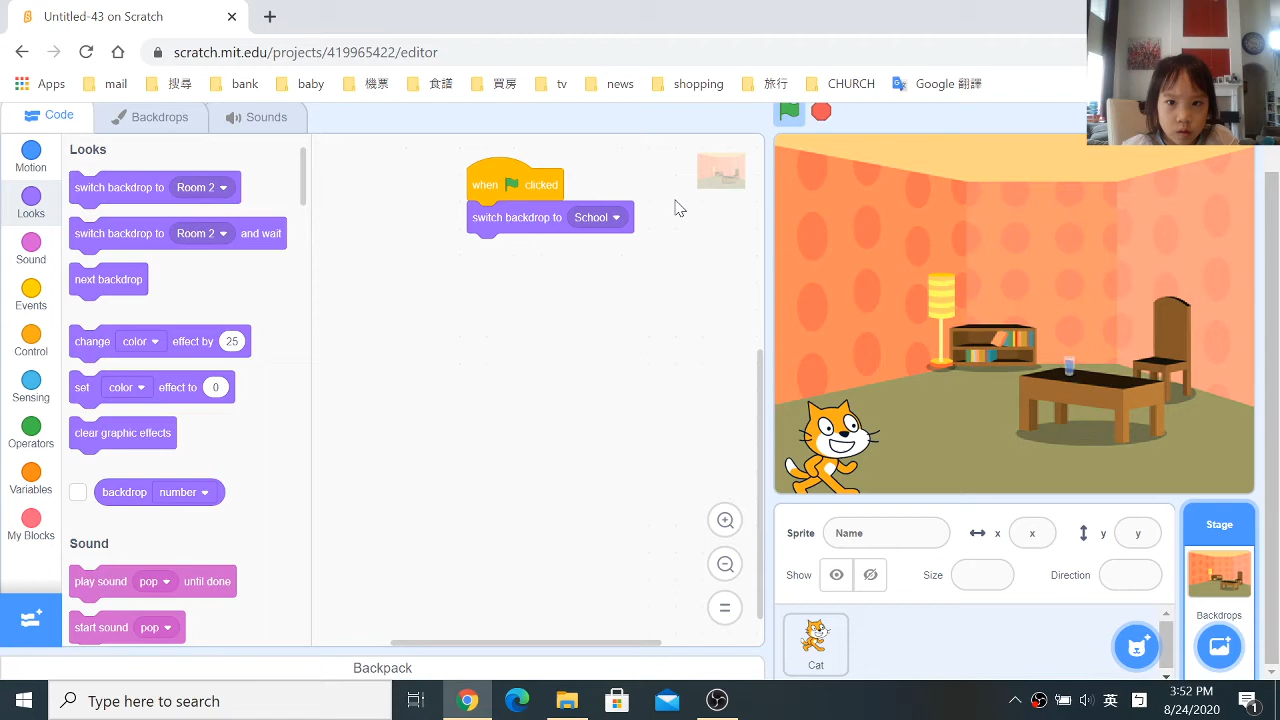 Untitled-43 on Scratch
scratch.mit.edu/projects/419965422/editor
Apps mail 搜尋 bank baby 機票 食譜 買房 tv news shopping 旅行 CHURCH Google 翻譯
Code Backdrops Sounds
Motion
Looks
Sound
Events
Control
Sensing
Operators
Variables
My Blocks
Looks
switch backdrop to Room 2
switch backdrop to Room 2 and wait
next backdrop
change color effect by 25
set color effect to 0
clear graphic effects
backdrop number
Sound
play sound pop until done
start sound pop
when clicked
switch backdrop to School
Backpack
Sprite Name x x y y
Show Size Direction
Cat
Stage
Backdrops
Type here to search
英
3:52 PM
8/24/2020
1